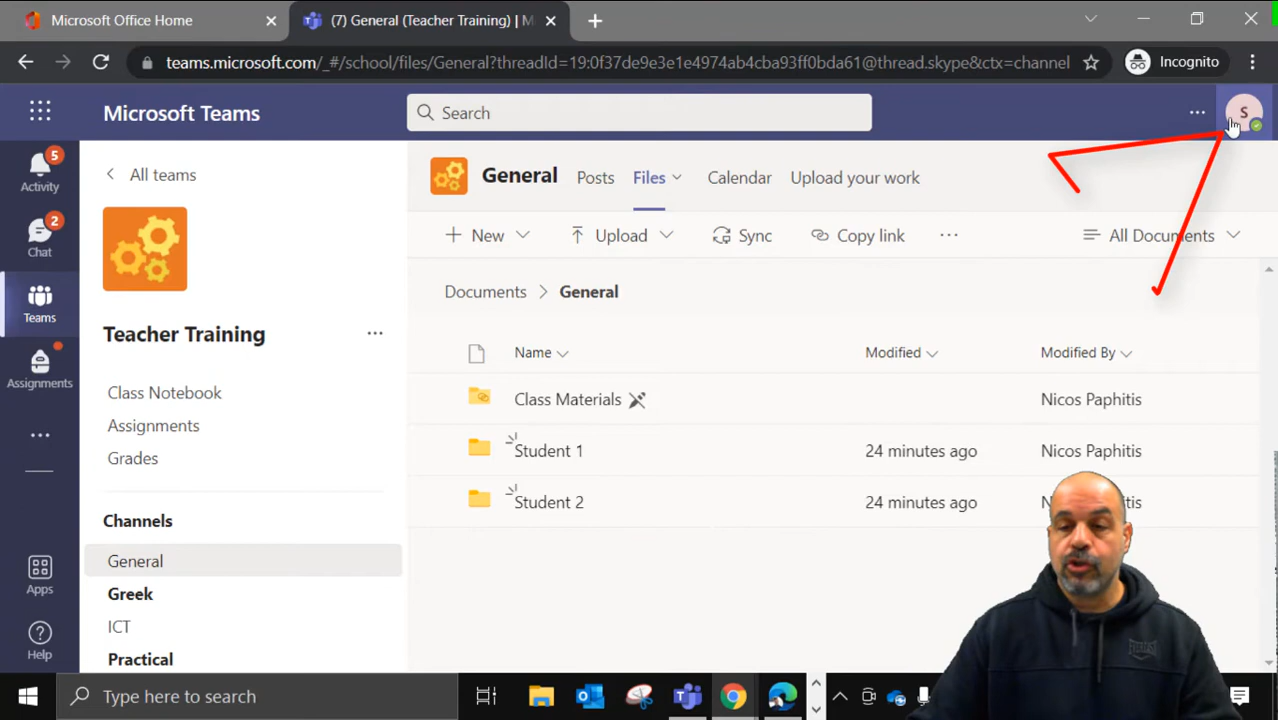 Microsoft Office Home
(7) General (Teacher Training) | M
teams.microsoft.com/_#/school/files/General?threadId=19:0f37de9e3e1e4974ab4cba93ff0bda61@thread.skype&ctx=channel
Incognito
Microsoft Teams
Search
S
5
Activity
2
Chat
Teams
Assignments
Apps
Help
All teams
Teacher Training
Class Notebook
Assignments
Grades
Channels
General
Greek
ICT
Practical
General
Posts
Files
Calendar
Upload your work
New
Upload
Sync
Copy link
All Documents
Documents > General
Name
Modified
Modified By
Class Materials
Nicos Paphitis
Student 1
24 minutes ago
Nicos Paphitis
Student 2
24 minutes ago
Type here to search